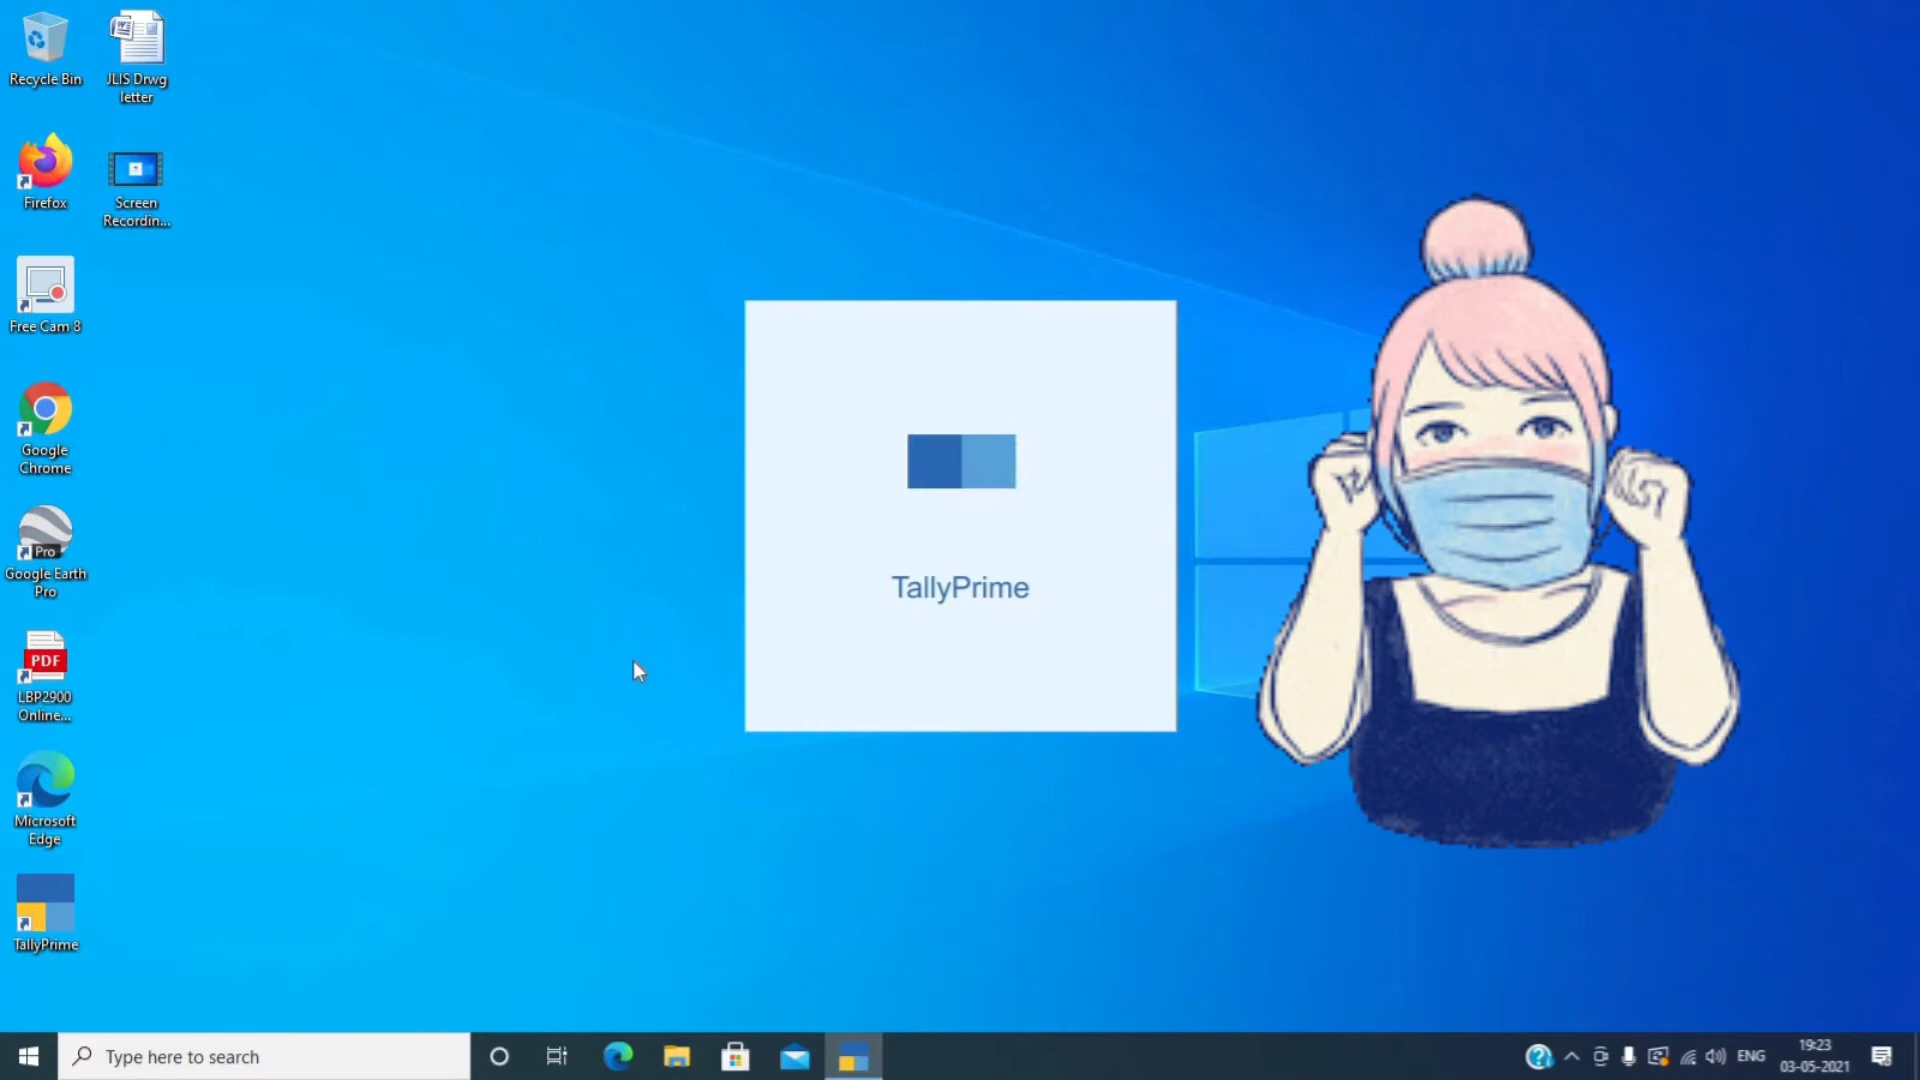 Recycle Bin
JLIS Drwg
letter
Firefox
Screen
Recordin...
Free Cam 8
Google
Chrome
Pro
Google Earth
Pro
PDF
LBP2900
Online...
Microsoft
Edge
TallyPrime
TallyPrime
Type here to search
ENG
19:23
03-05-2021